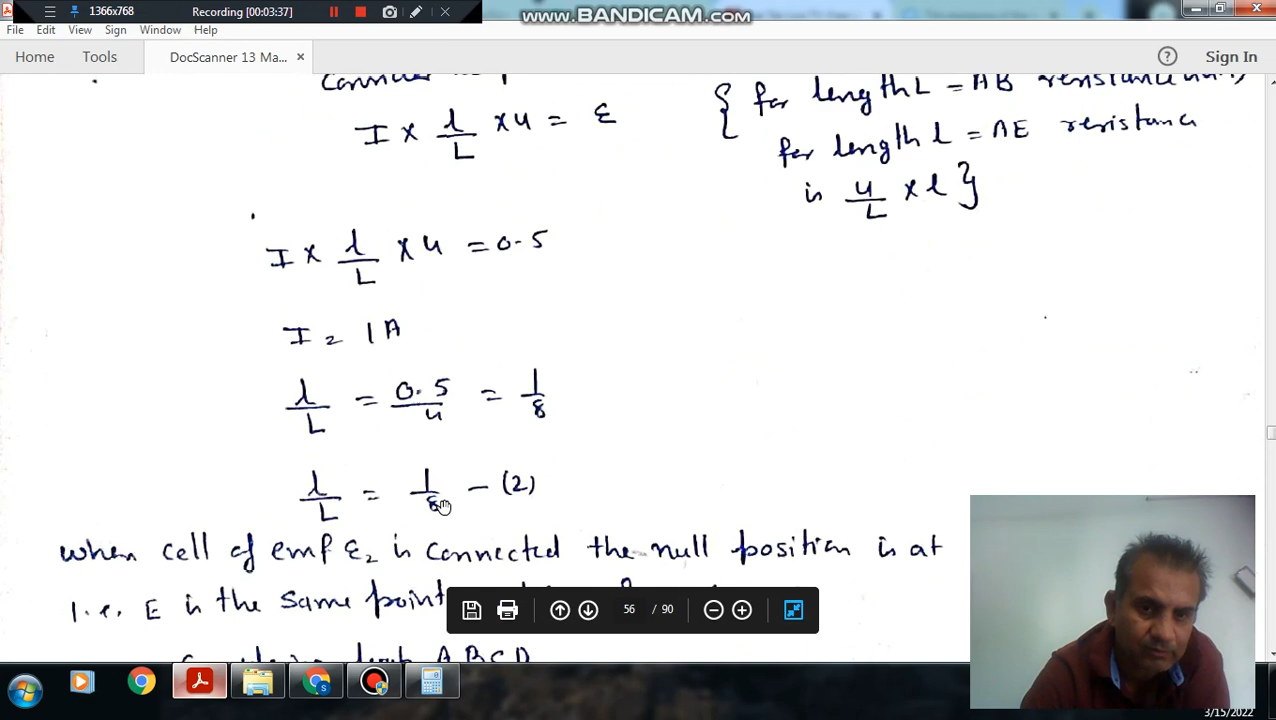 1366x768
Recording [00:03:37]
www.BANDICAM.com
File Edit View Sign Window Help
Home Tools DocScanner 13 Ma... × Sign In
{ for length L = AB
I × l/L × 4 = ε
for length l = AE resistance
is 4/L × l }
I × l/L × 4 = 0.5
I = 1A
l/L = 0.5/4 = 1/8
l/L = 1/8 — (2)
when cell of emf ε2 is connected the null position is at
i.e. E is the same point
56 / 90
ABCD
3/15/2022